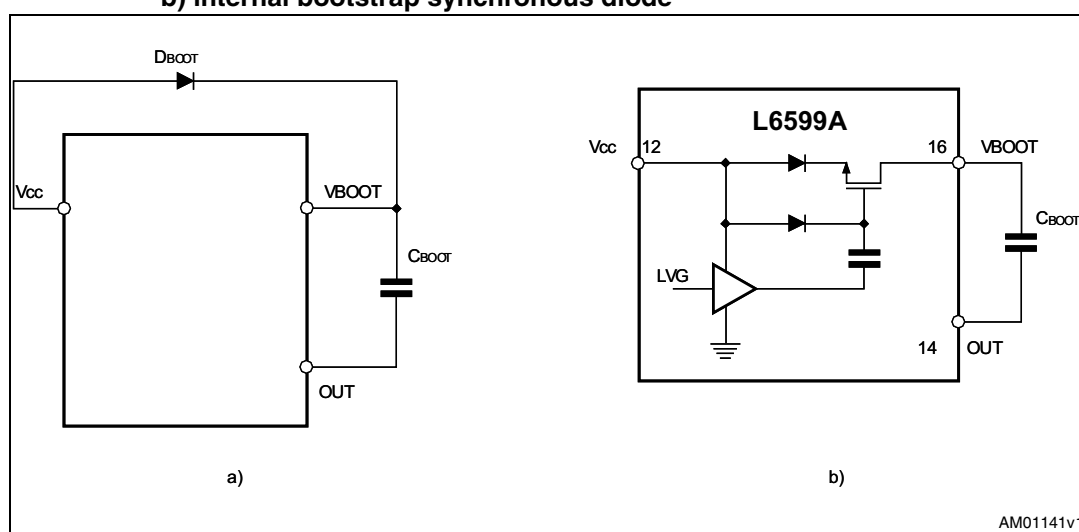 b) internal bootstrap synchronous diode
DBOOT
Vcc
VBOOT
CBOOT
OUT
a)
L6599A
Vcc
12
16
VBOOT
CBOOT
LVG
14
OUT
b)
AM01141v1